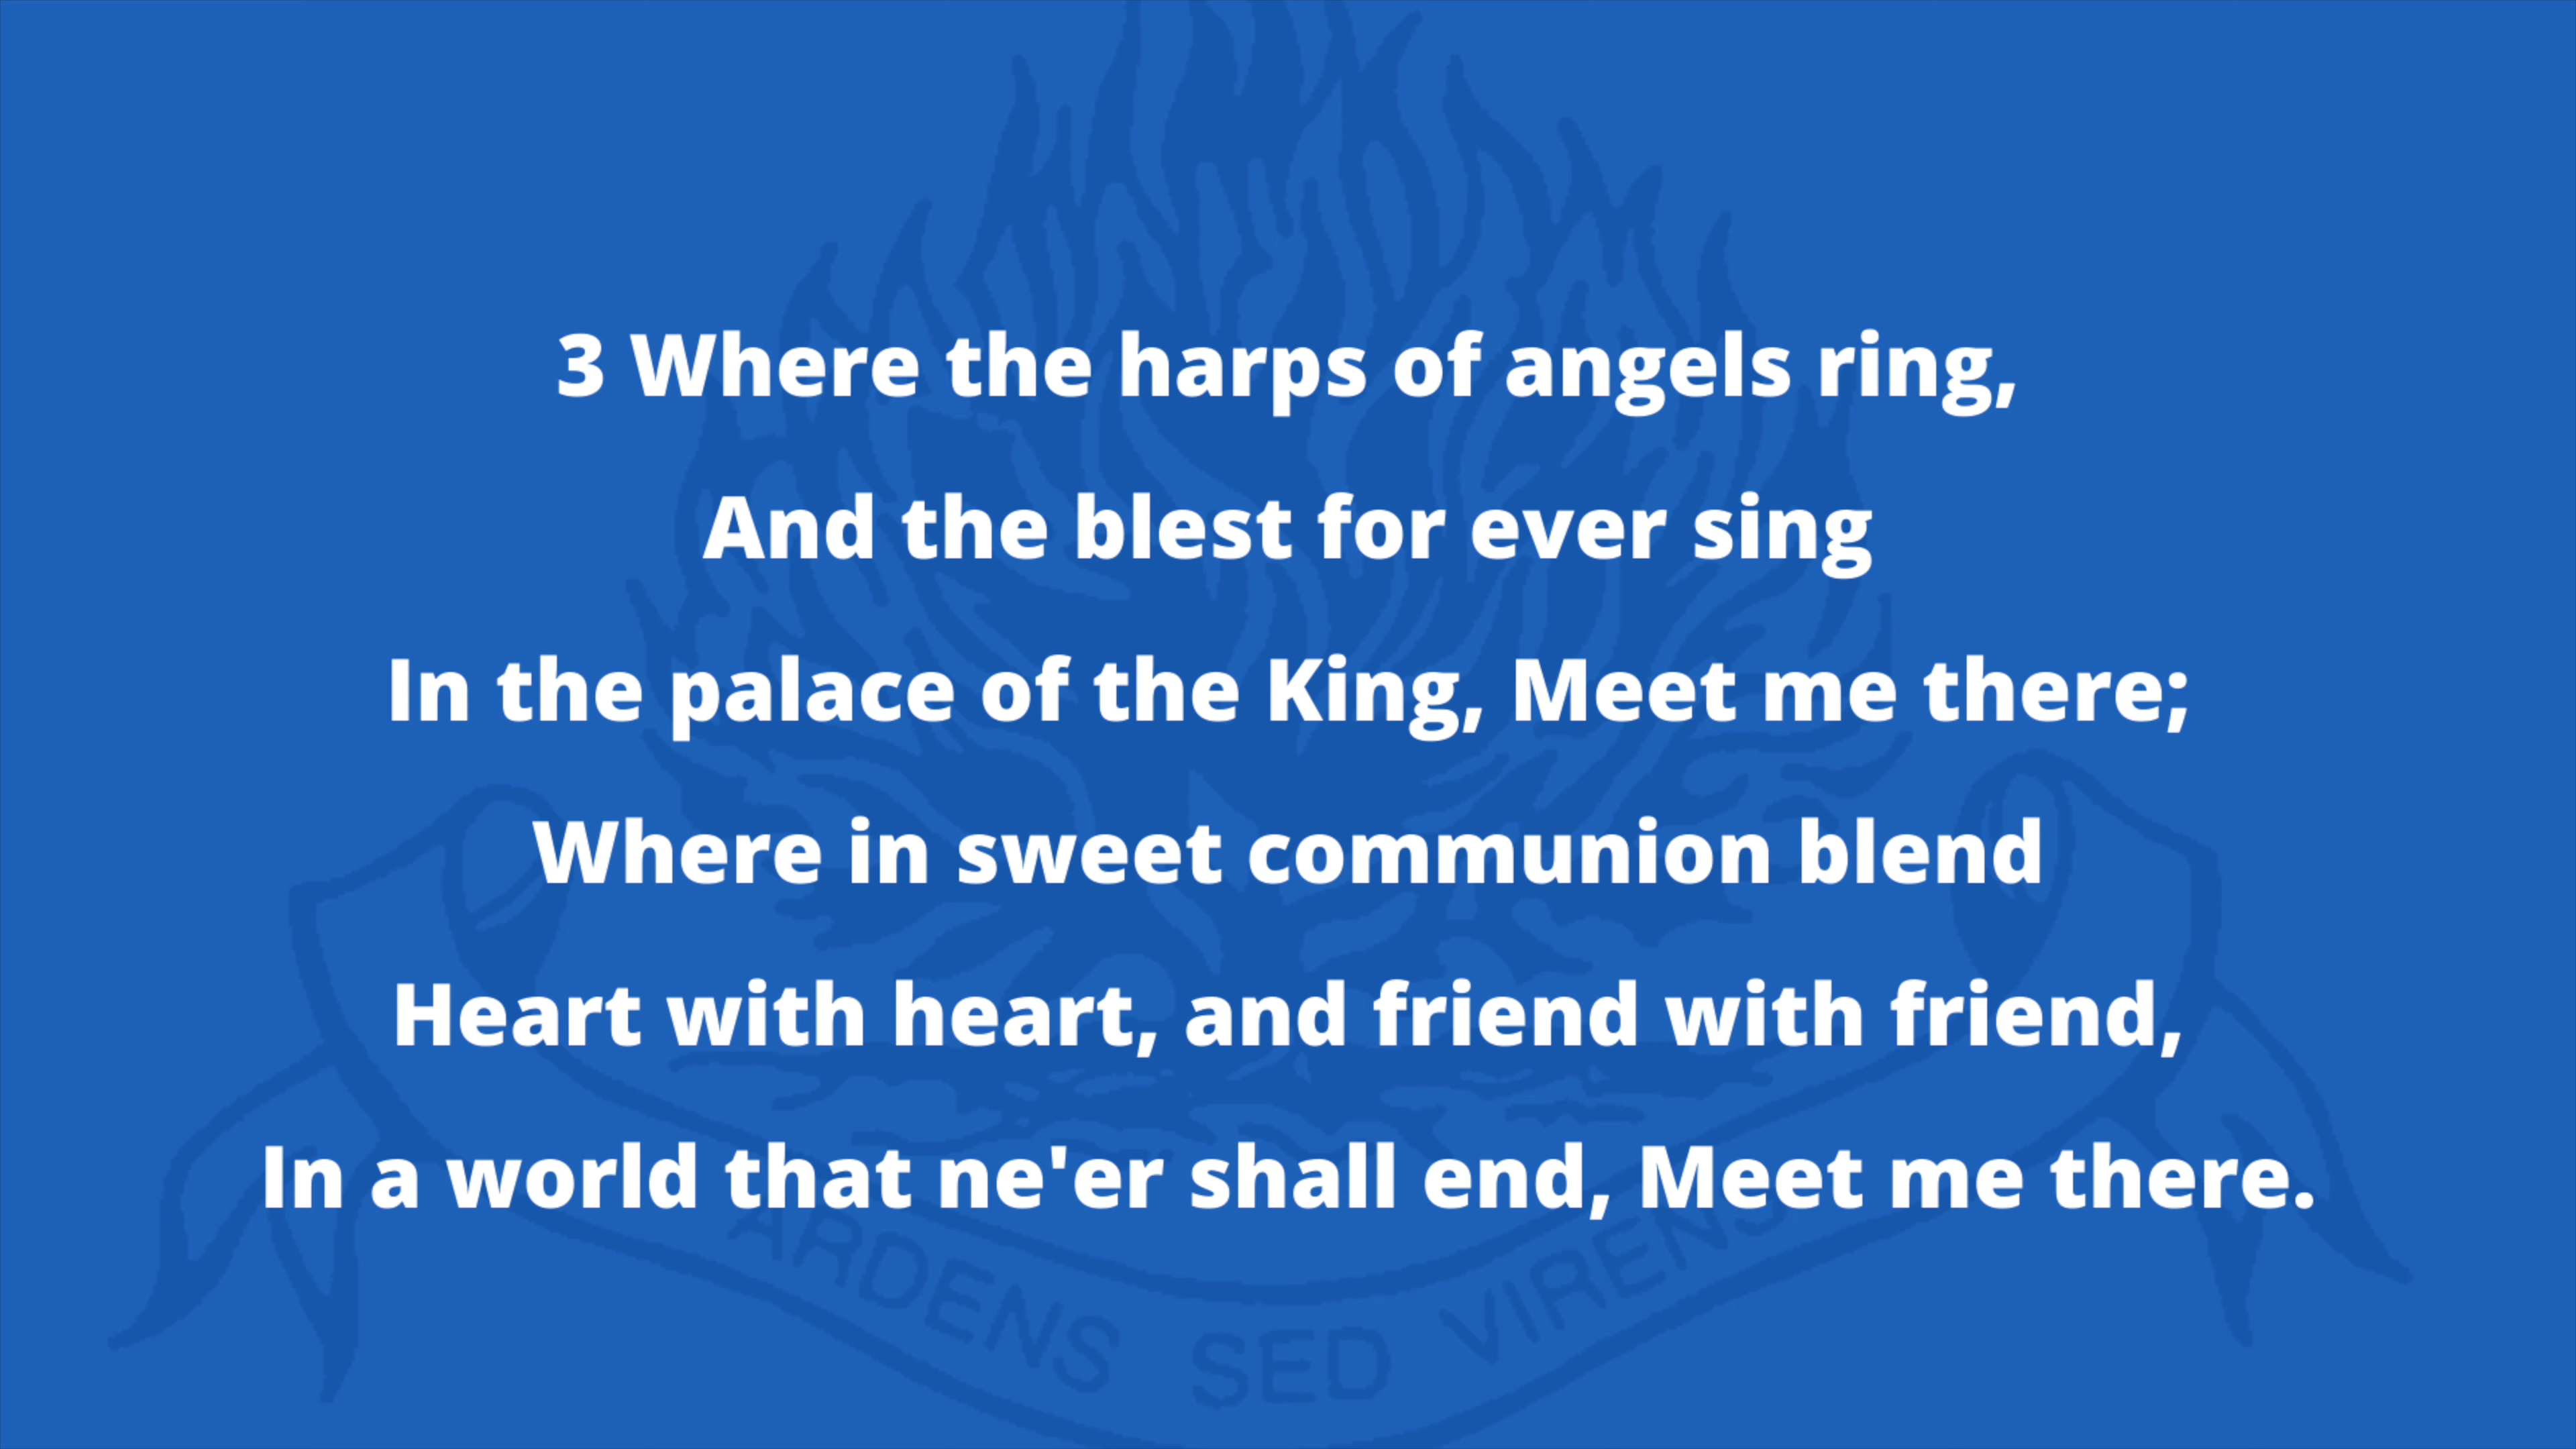 3 Where the harps of angels ring,
And the blest for ever sing
In the palace of the King, Meet me there;
Where in sweet communion blend
Heart with heart, and friend with friend,
In a world that ne'er shall end, Meet me there.
ARDENS SED VIRENS